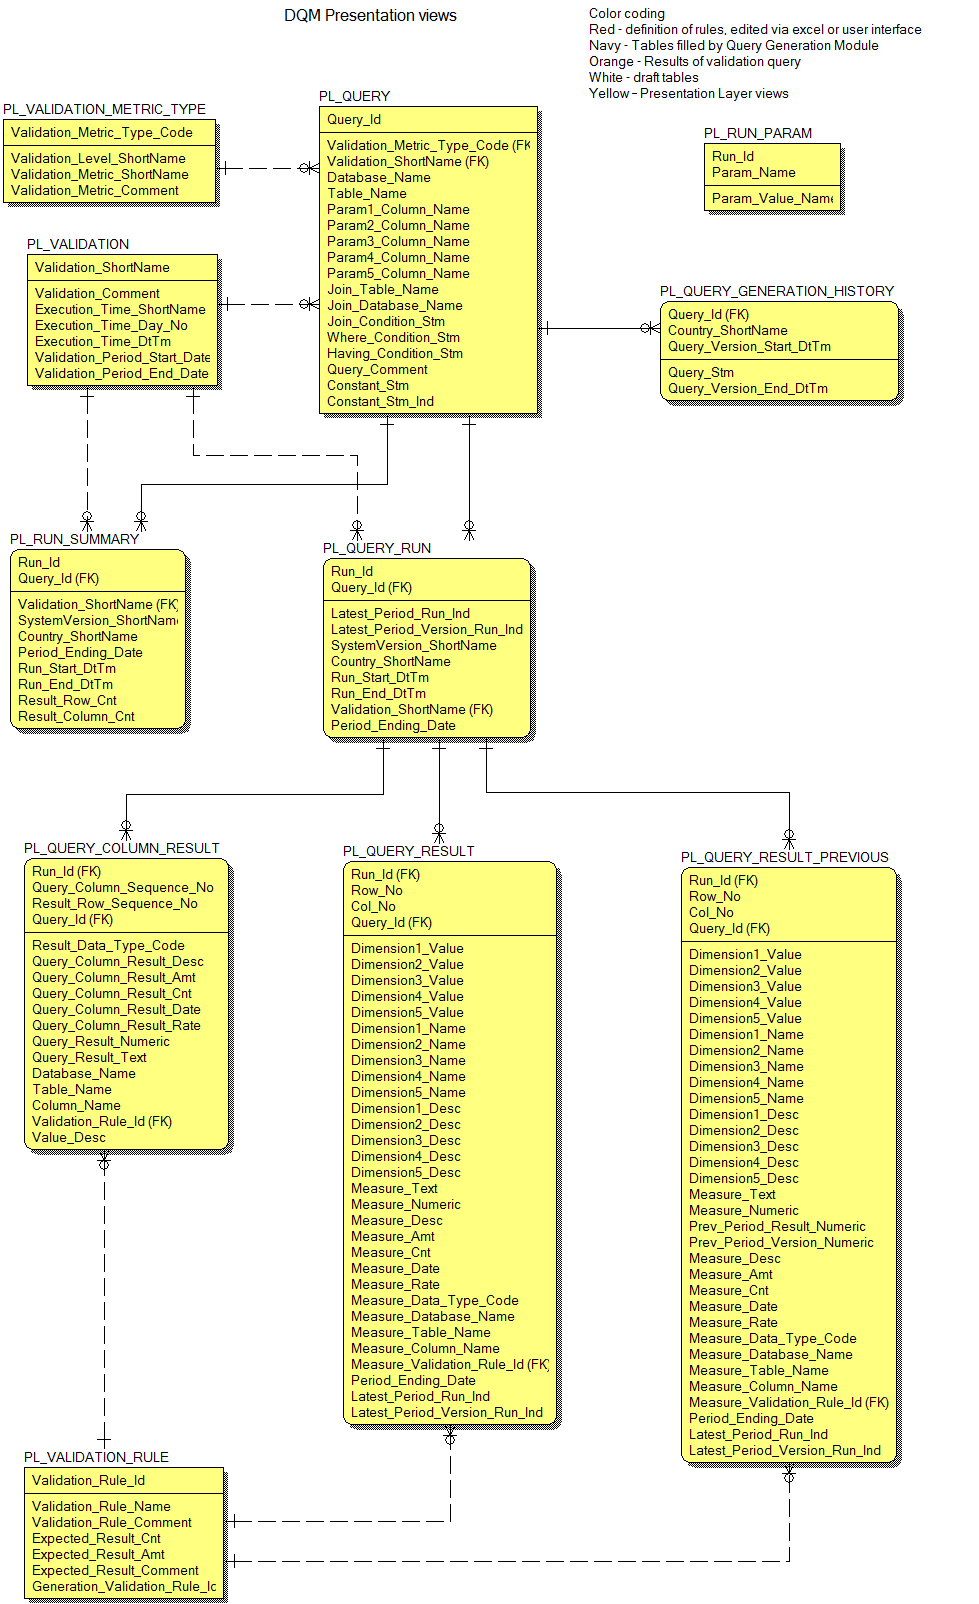 DQM Presentation views
Color coding
Red - definition of rules, edited via excel or user interface
Navy - Tables filled by Query Generation Module
Orange - Results of validation query
White - draft tables
Yellow – Presentation Layer views
PL_VALIDATION_METRIC_TYPE
Validation_Metric_Type_Code
Validation_Level_ShortName
Validation_Metric_ShortName
Validation_Metric_Comment
PL_QUERY
Query_Id
Validation_Metric_Type_Code (FK
Validation_ShortName (FK)
Database_Name
Table_Name
Param1_Column_Name
Param2_Column_Name
Param3_Column_Name
Param4_Column_Name
Param5_Column_Name
Join_Table_Name
Join_Database_Name
Join_Condition_Stm
Where_Condition_Stm
Having_Condition_Stm
Query_Comment
Constant_Stm
Constant_Stm_Ind
PL_RUN_PARAM
Run_Id
Param_Name
Param_Value_Name
PL_VALIDATION
Validation_ShortName
Validation_Comment
Execution_Time_ShortName
Execution_Time_Day_No
Execution_Time_DtTm
Validation_Period_Start_Date
Validation_Period_End_Date
PL_QUERY_GENERATION_HISTORY
Query_Id (FK)
Country_ShortName
Query_Version_Start_DtTm
Query_Stm
Query_Version_End_DtTm
PL_RUN_SUMMARY
Run_Id
Query_Id (FK)
Validation_ShortName (FK)
SystemVersion_ShortName
Country_ShortName
Period_Ending_Date
Run_Start_DtTm
Run_End_DtTm
Result_Row_Cnt
Result_Column_Cnt
PL_QUERY_RUN
Run_Id
Query_Id (FK)
Latest_Period_Run_Ind
Latest_Period_Version_Run_Ind
SystemVersion_ShortName
Country_ShortName
Run_Start_DtTm
Run_End_DtTm
Validation_ShortName (FK)
Period_Ending_Date
PL_QUERY_COLUMN_RESULT
Run_Id (FK)
Query_Column_Sequence_No
Result_Row_Sequence_No
Query_Id (FK)
Result_Data_Type_Code
Query_Column_Result_Desc
Query_Column_Result_Amt
Query_Column_Result_Cnt
Query_Column_Result_Date
Query_Column_Result_Rate
Query_Result_Numeric
Query_Result_Text
Database_Name
Table_Name
Column_Name
Validation_Rule_Id (FK)
Value_Desc
PL_QUERY_RESULT
Run_Id (FK)
Row_No
Col_No
Query_Id (FK)
Dimension1_Value
Dimension2_Value
Dimension3_Value
Dimension4_Value
Dimension5_Value
Dimension1_Name
Dimension2_Name
Dimension3_Name
Dimension4_Name
Dimension5_Name
Dimension1_Desc
Dimension2_Desc
Dimension3_Desc
Dimension4_Desc
Dimension5_Desc
Measure_Text
Measure_Numeric
Measure_Desc
Measure_Amt
Measure_Cnt
Measure_Date
Measure_Rate
Measure_Data_Type_Code
Measure_Database_Name
Measure_Table_Name
Measure_Column_Name
Measure_Validation_Rule_Id (FK)
Period_Ending_Date
Latest_Period_Run_Ind
Latest_Period_Version_Run_Ind
PL_QUERY_RESULT_PREVIOUS
Run_Id (FK)
Row_No
Col_No
Query_Id (FK)
Dimension1_Value
Dimension2_Value
Dimension3_Value
Dimension4_Value
Dimension5_Value
Dimension1_Name
Dimension2_Name
Dimension3_Name
Dimension4_Name
Dimension5_Name
Dimension1_Desc
Dimension2_Desc
Dimension3_Desc
Dimension4_Desc
Dimension5_Desc
Measure_Text
Measure_Numeric
Prev_Period_Result_Numeric
Prev_Period_Version_Numeric
Measure_Desc
Measure_Amt
Measure_Cnt
Measure_Date
Measure_Rate
Measure_Data_Type_Code
Measure_Database_Name
Measure_Table_Name
Measure_Column_Name
Measure_Validation_Rule_Id (FK)
Period_Ending_Date
Latest_Period_Run_Ind
Latest_Period_Version_Run_Ind
PL_VALIDATION_RULE
Validation_Rule_Id
Validation_Rule_Name
Validation_Rule_Comment
Expected_Result_Cnt
Expected_Result_Amt
Expected_Result_Comment
Generation_Validation_Rule_Ic